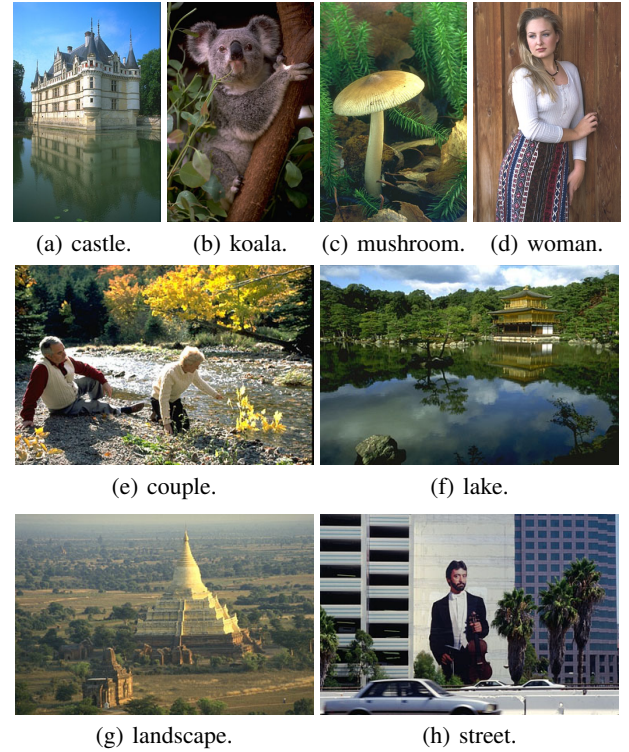 (a) castle. (b) koala. (c) mushroom. (d) woman.
(e) couple. (f) lake.
(g) landscape. (h) street.